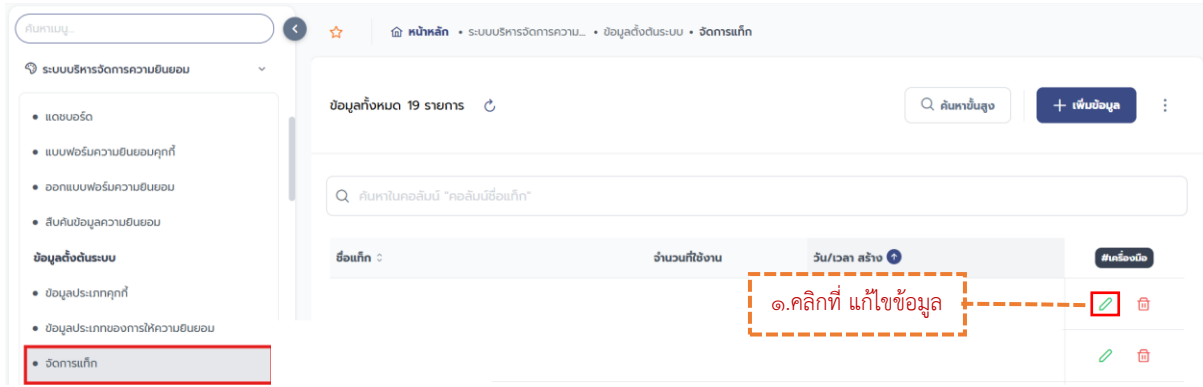 ค้นหาเมนู...
หน้าหลัก • ระบบบริหารจัดการความ... • ข้อมูลตั้งต้นระบบ • จัดการแท็ก
ระบบบริหารจัดการความยินยอม
• แดชบอร์ด
• แบบฟอร์มความยินยอมคุกกี้
• ออกแบบฟอร์มความยินยอม
• สืบค้นข้อมูลความยินยอม
ข้อมูลตั้งต้นระบบ
• ข้อมูลประเภทคุกกี้
• ข้อมูลประเภทของการให้ความยินยอม
• จัดการแท็ก
ข้อมูลทั้งหมด 19 รายการ
ค้นหาขั้นสูง
+ เพิ่มข้อมูล
ค้นหาในคอลัมน์ "คอลัมน์ชื่อแท็ก"
ชื่อแท็ก จำนวนที่ใช้งาน วัน/เวลา สร้าง #เครื่องมือ
๑.คลิกที่ แก้ไขข้อมูล